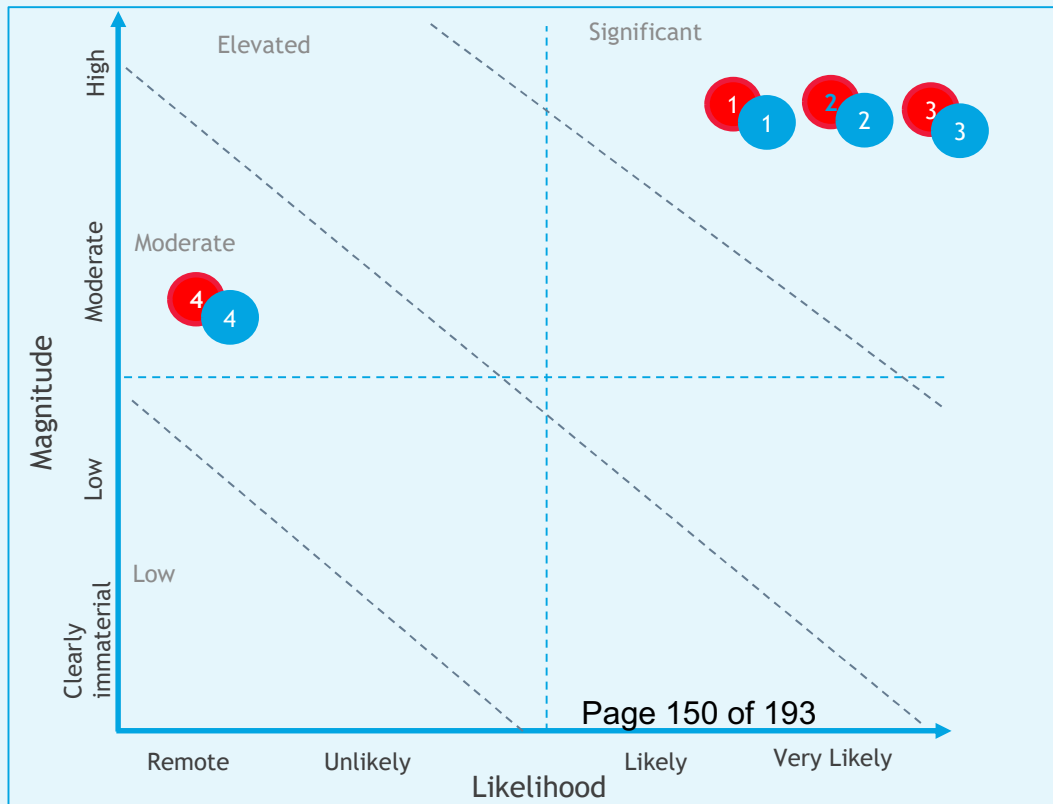 Elevated
Significant
High
1
1
2
2
3
3
Moderate
Moderate
4
4
Magnitude
Low
Low
Clearly
immaterial
Page 150 of 193
Remote
Unlikely
Likely
Very Likely
Likelihood